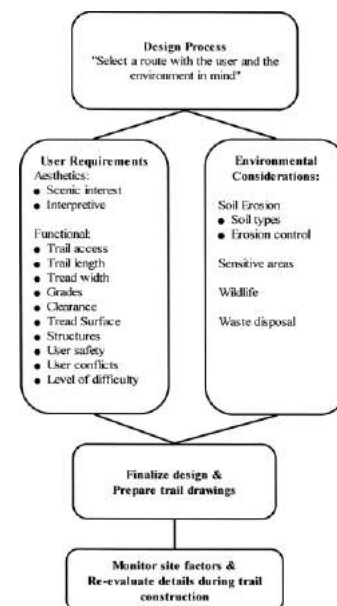 Design Process
"Select a route with the user and the
environment in mind"
User Requirements
Aesthetics:
● Scenic interest
● Interpretive
Functional:
● Trail access
● Trail length
● Tread width
● Grades
● Clearance
● Tread Surface
● Structures
● User safety
● User conflicts
● Level of difficulty
Environmental
Considerations:
Soil Erosion
● Soil types
● Erosion control
Sensitive areas
Wildlife
Waste disposal
Finalize design &
Prepare trail drawings
Monitor site factors &
Re-evaluate details during trail
construction